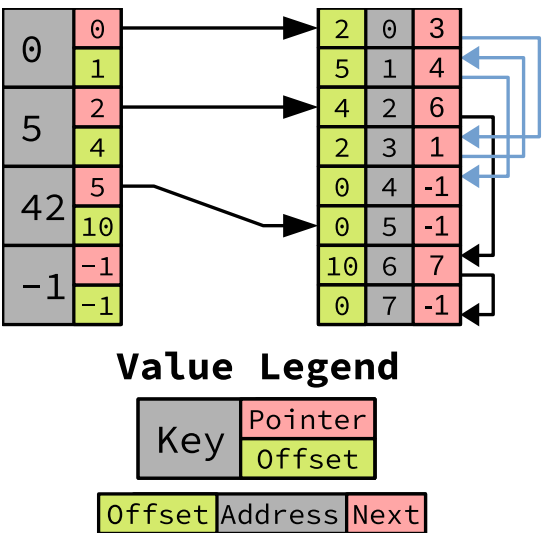 0 0 2 0 3
1 5 1 4
5 2 4 2 6
4 2 3 1
42 5 0 4 -1
10 0 5 -1
-1 -1 10 6 7
-1 0 7 -1
Value Legend
Key Pointer
Offset
Offset Address Next